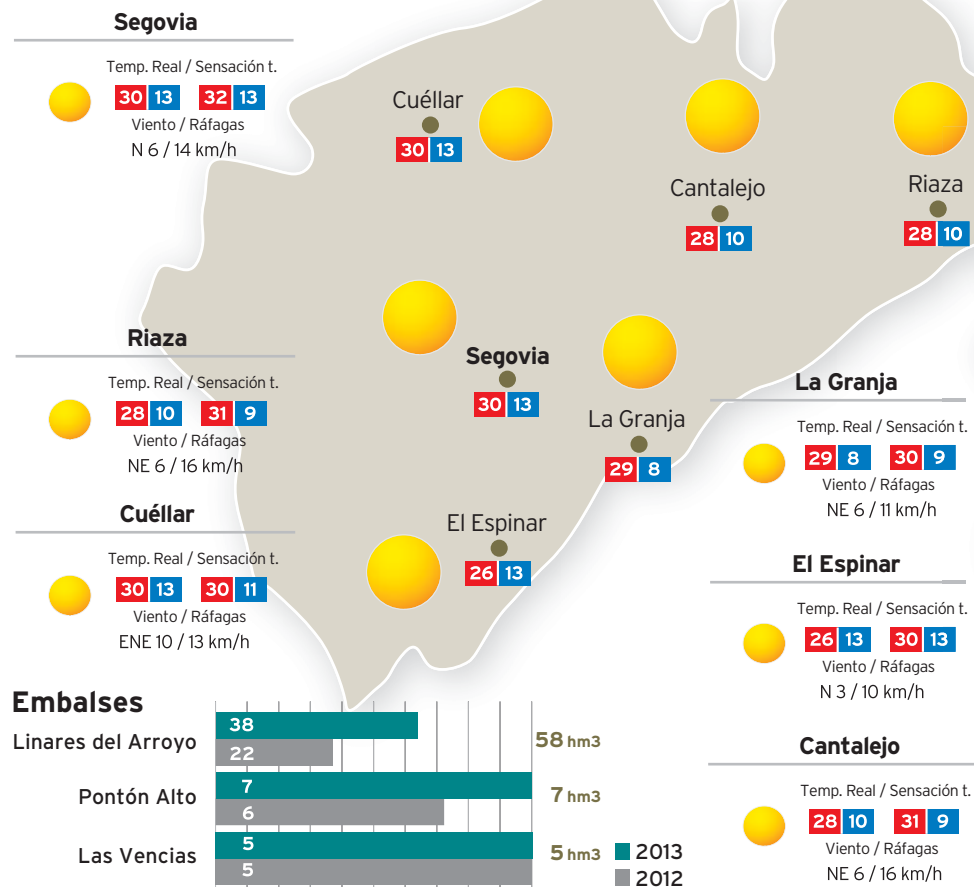 Segovia
Temp. Real / Sensación t.
30 13 32 13
Viento / Ráfagas
N 6 / 14 km/h
Cuéllar
30 13
Cantalejo
28 10
Riaza
28 10
Riaza
Temp. Real / Sensación t.
28 10 31 9
Viento / Ráfagas
NE 6 / 16 km/h
Segovia
30 13
La Granja
29 8
La Granja
Temp. Real / Sensación t.
29 8 30 9
Viento / Ráfagas
NE 6 / 11 km/h
Cuéllar
Temp. Real / Sensación t.
30 13 30 11
Viento / Ráfagas
ENE 10 / 13 km/h
El Espinar
26 13
El Espinar
Temp. Real / Sensación t.
26 13 30 13
Viento / Ráfagas
N 3 / 10 km/h
Embalses
Linares del Arroyo
38
22
58 hm3
Pontón Alto
7
6
7 hm3
Las Vencias
5
5
5 hm3
2013
2012
Cantalejo
Temp. Real / Sensación t.
28 10 31 9
Viento / Ráfagas
NE 6 / 16 km/h